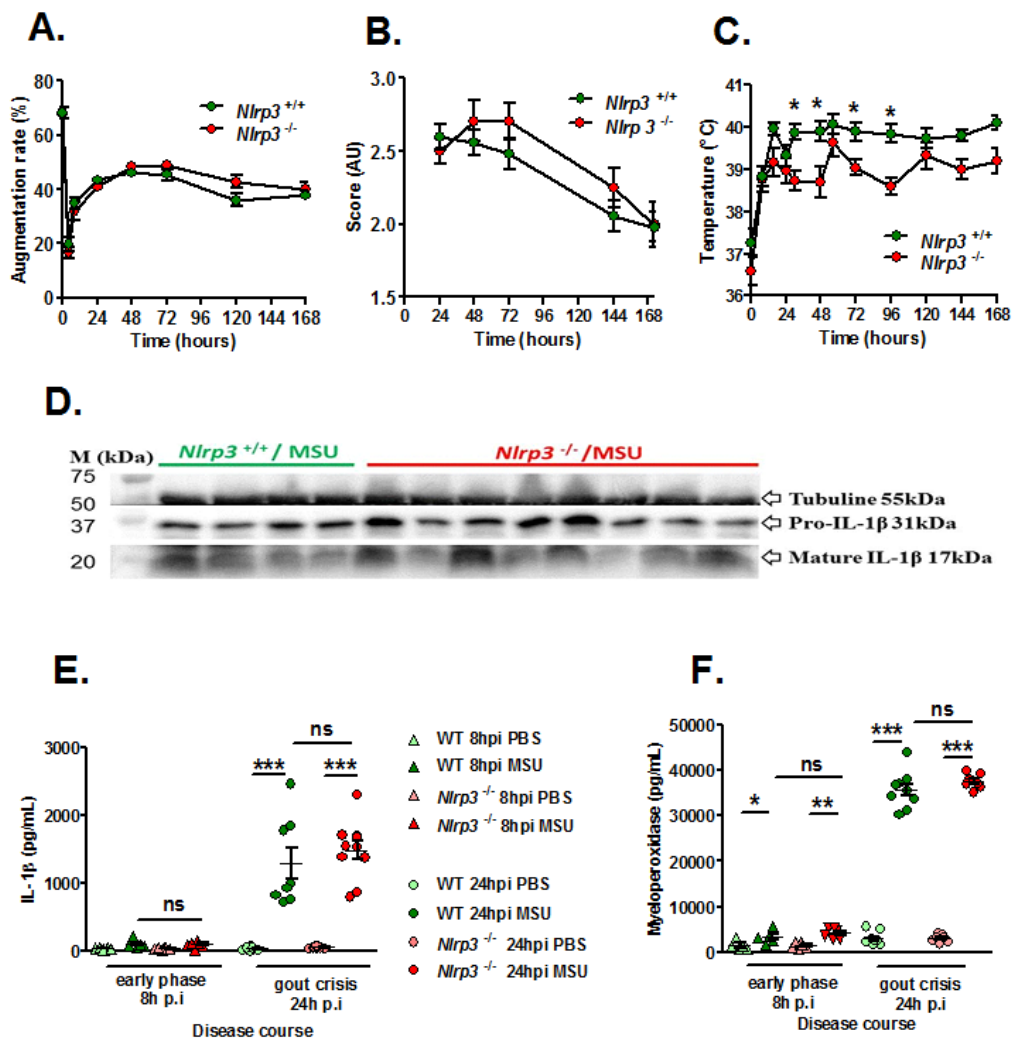 A.
B.
C.
Augmentation rate (%)
80
60
40
20
0
Nlrp3 +/+
Nlrp3 -/-
0 24 48 72 96 120 144 168
Time (hours)
Score (AU)
3.0
2.5
2.0
1.5
Nlrp3 +/+
Nlrp 3 -/-
0 24 48 72 96 120 144 168
Time (hours)
Temperature (°C)
41
40
39
38
37
36
* * * *
Nlrp3 +/+
Nlrp3 -/-
0 24 48 72 96 120 144 168
Time (hours)
D.
Nlrp3 +/+ / MSU
Nlrp3 -/- /MSU
M (kDa)
75
50
37
20
Tubuline 55kDa
Pro-IL-1β 31kDa
Mature IL-1β 17kDa
E.
IL-1β (pg/mL)
3000
2000
1000
0
ns
*** ***
ns
early phase
8h p.i
gout crisis
24h p.i
Disease course
WT 8hpi PBS
WT 8hpi MSU
Nlrp3 -/- 8hpi PBS
Nlrp3 -/- 8hpi MSU
WT 24hpi PBS
WT 24hpi MSU
Nlrp3 -/- 24hpi PBS
Nlrp3 -/- 24hpi MSU
F.
Myeloperoxidase (pg/mL)
50000
40000
30000
20000
10000
0
ns
*** ***
ns
* **
early phase
8h p.i
gout crisis
24h p.i
Disease course